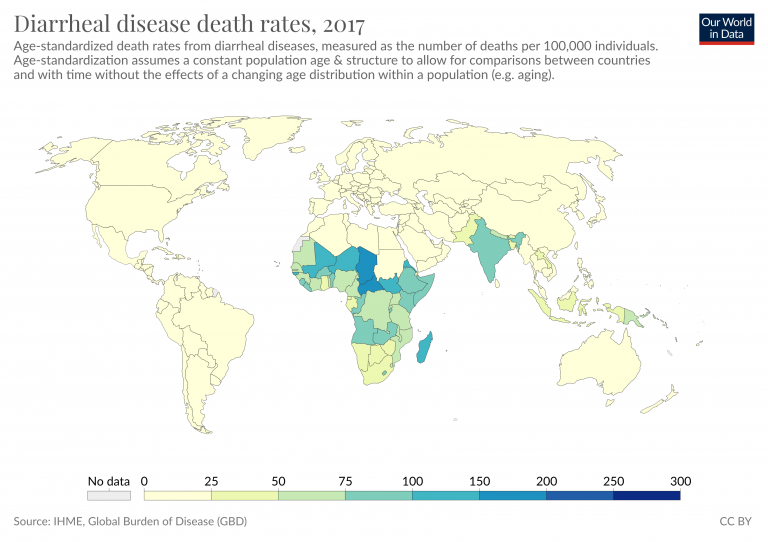 Diarrheal disease death rates, 2017
Our World
in Data
Age-standardized death rates from diarrheal diseases, measured as the number of deaths per 100,000 individuals.
Age-standardization assumes a constant population age & structure to allow for comparisons between countries
and with time without the effects of a changing age distribution within a population (e.g. aging).
No data 0 25 50 75 100 150 200 250 300
Source: IHME, Global Burden of Disease (GBD) CC BY